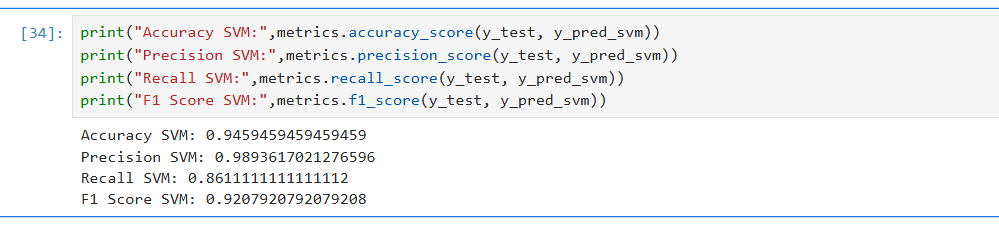 [34]: print("Accuracy SVM:",metrics.accuracy_score(y_test, y_pred_svm))
print("Precision SVM:",metrics.precision_score(y_test, y_pred_svm))
print("Recall SVM:",metrics.recall_score(y_test, y_pred_svm))
print("F1 Score SVM:",metrics.f1_score(y_test, y_pred_svm))
Accuracy SVM: 0.9459459459459459
Precision SVM: 0.9893617021276596
Recall SVM: 0.8611111111111112
F1 Score SVM: 0.9207920792079208